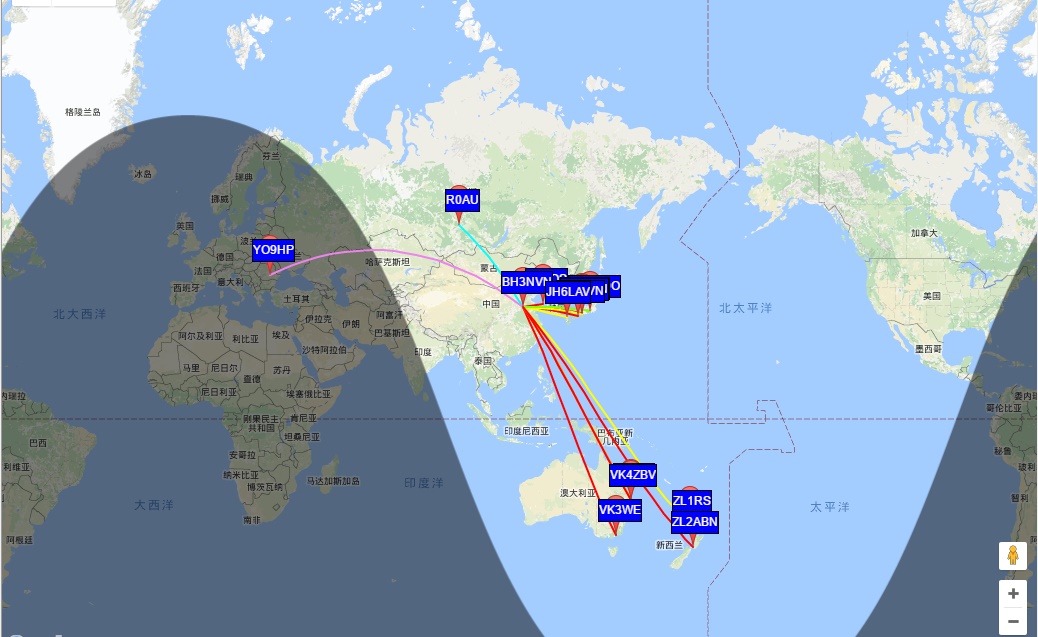 格陵兰岛
冰岛
芬兰
瑞典
挪威
R0AU
英国
YO9HP
德国
法国
加拿大
哈萨克斯坦
蒙古
BH3NVN
JH6LAV
意大利
西班牙
土耳其
中国
美国
北大西洋
北太平洋
伊拉克
伊朗
阿富汗
巴基斯坦
阿尔及利亚
利比亚
埃及
沙特阿拉伯
印度
墨西哥
泰国
马里
尼日尔
苏丹
尼日利亚
埃塞俄比亚
内瑞拉
委内瑞
哥伦比亚
刚果民主
共和国
肯尼亚
坦桑尼亚
印度尼西亚
巴布亚新
几内亚
巴西
秘鲁
安哥拉
利维亚
玻利
纳米比亚
博茨瓦纳
马达加斯加岛
印度洋
VK4ZBV
澳大利亚
ZL1RS
智利
大西洋
太平洋
VK3WE
ZL2ABN
南非
阿根廷
新西兰
+
−